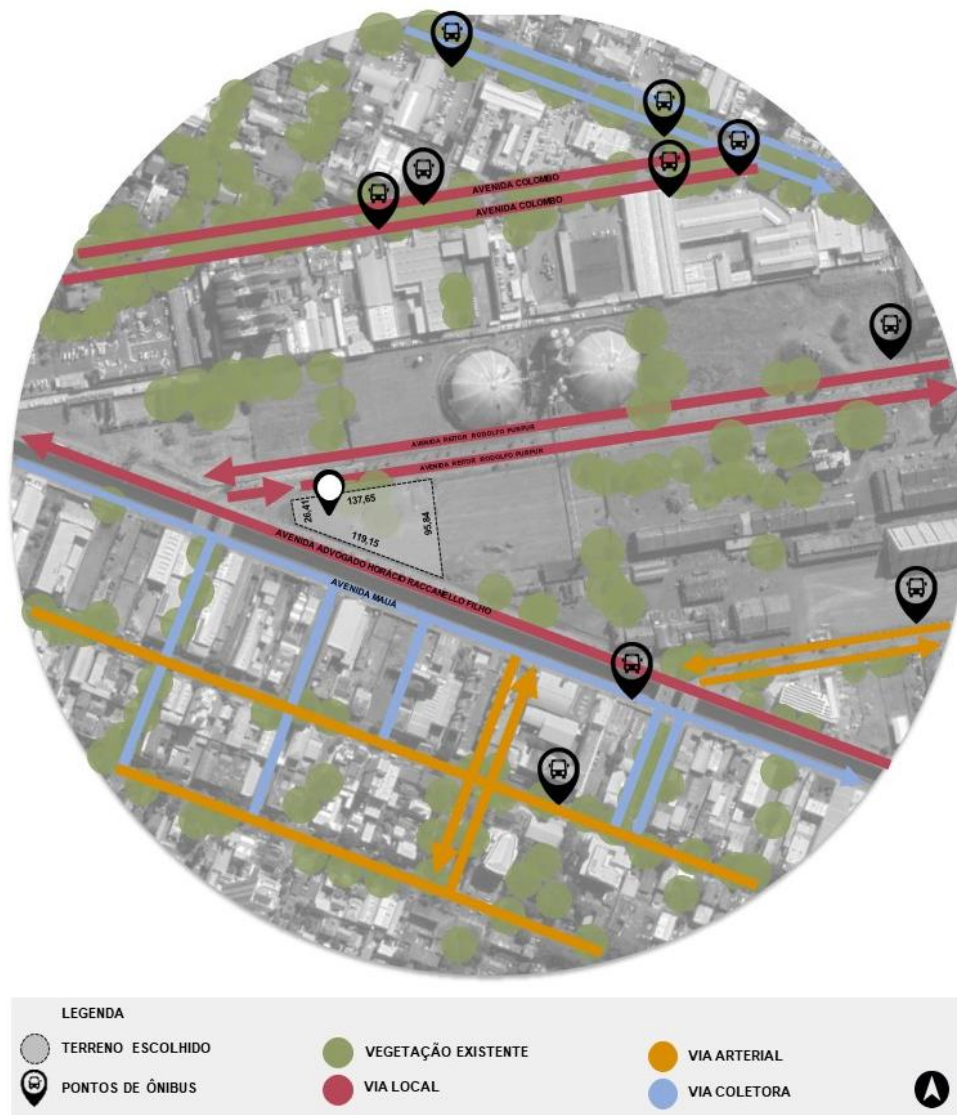 AVENIDA COLOMBO
AVENIDA COLOMBO
AVENIDA REITOR RODOLFO PURPUR
AVENIDA REITOR RODOLFO PURPUR
137,65
26,41
95,84
119,15
AVENIDA ADVOGADO HORÁCIO RACCANELLO FILHO
AVENIDA MAUÁ
LEGENDA
TERRENO ESCOLHIDO
VEGETAÇÃO EXISTENTE
VIA ARTERIAL
PONTOS DE ÔNIBUS
VIA LOCAL
VIA COLETORA